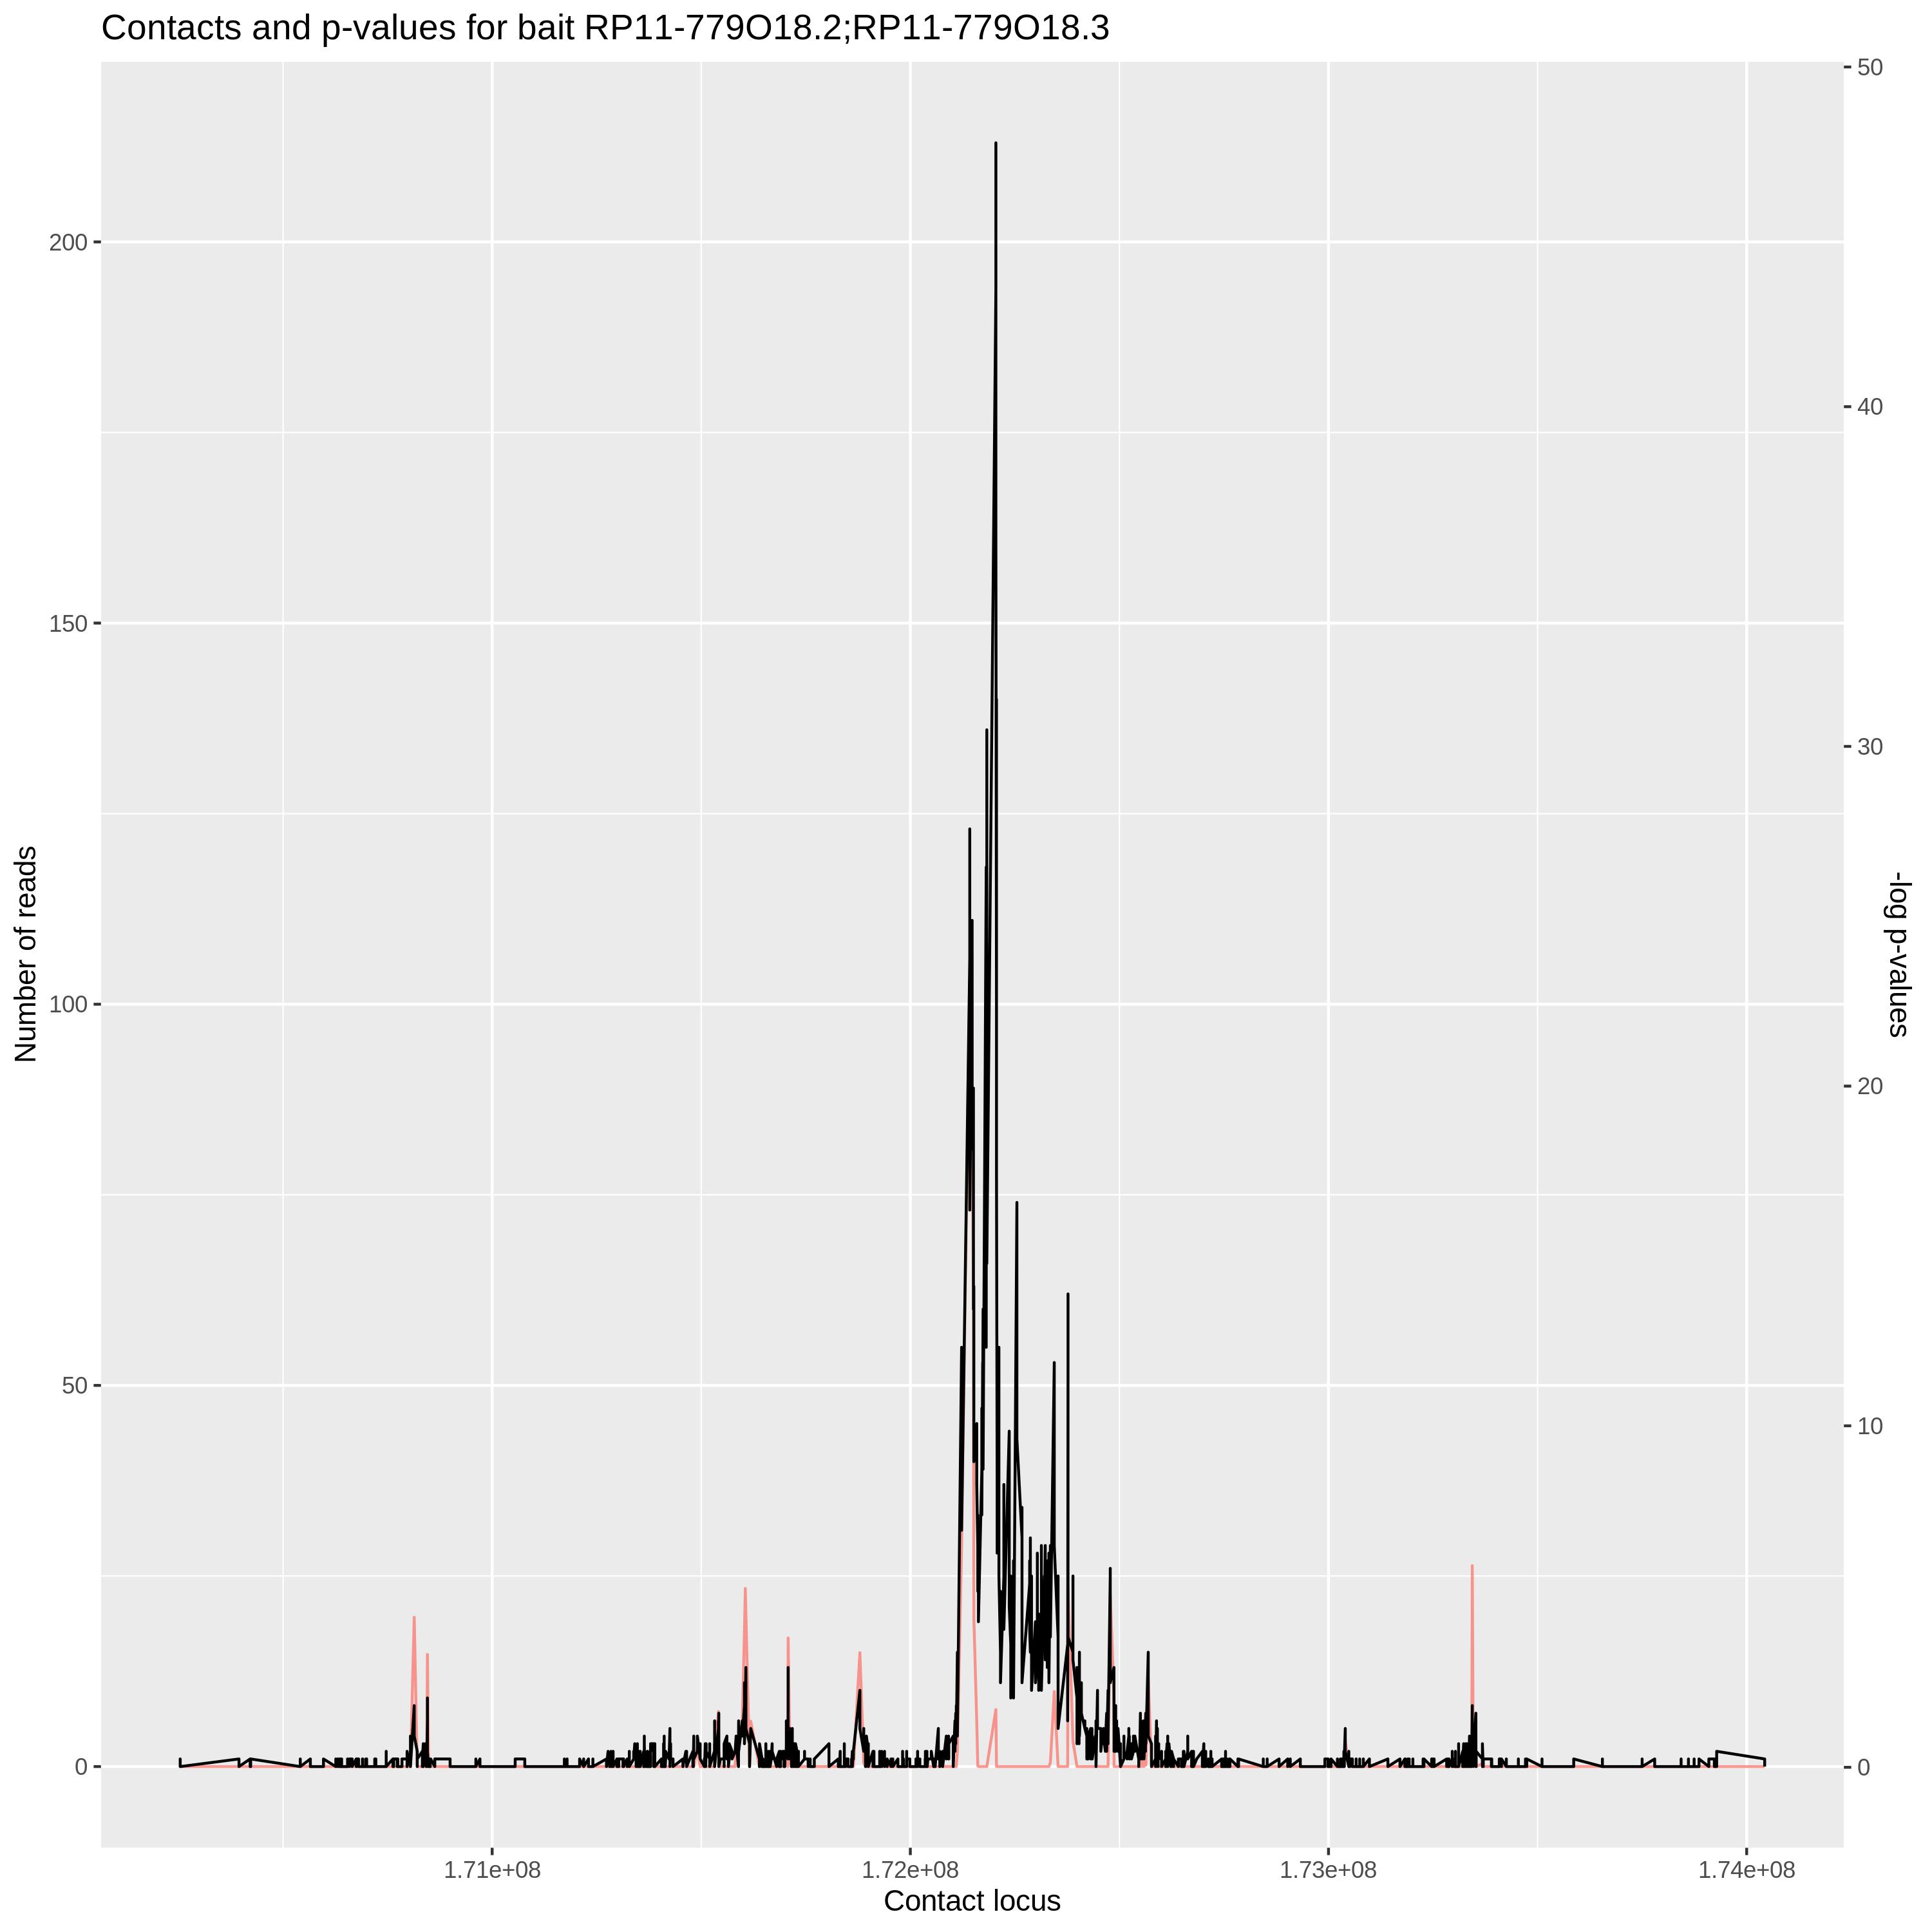 Contacts and p-values for bait RP11-779O18.2;RP11-779O18.3
Number of reads
200
150
100
50
0
50
40
30
20
10
0
-log p-values
1.71e+08
1.72e+08
1.73e+08
1.74e+08
Contact locus